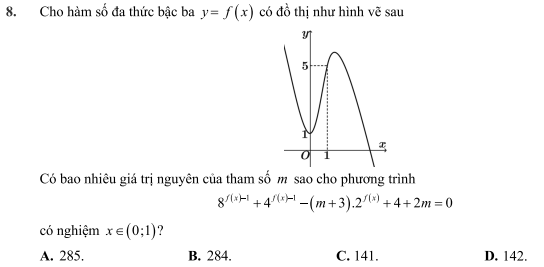 8. Cho hàm số đa thức bậc ba y = f(x) có đồ thị như hình vẽ sau
y
5
1
x
O 1
Có bao nhiêu giá trị nguyên của tham số m sao cho phương trình
8^{f(x)-1} + 4^{f(x)-1} - (m+3).2^{f(x)} + 4 + 2m = 0
có nghiệm x ∈ (0;1)?
A. 285. B. 284. C. 141. D. 142.